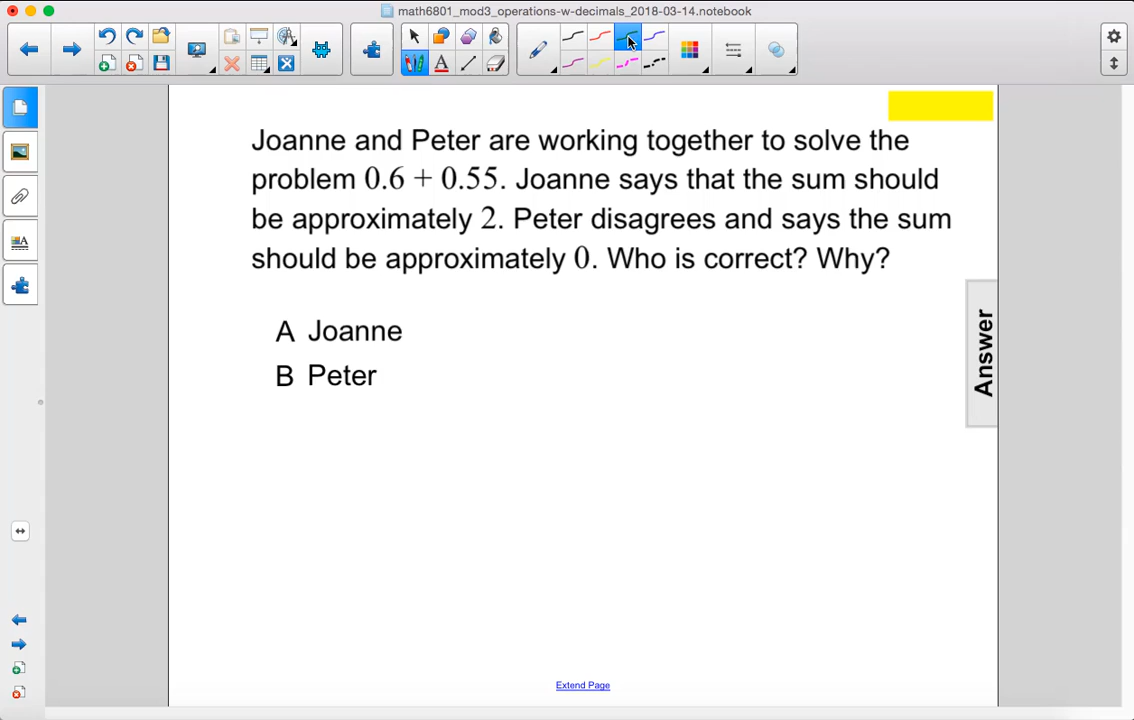 math6801_mod3_operations-w-decimals_2018-03-14.notebook
Joanne and Peter are working together to solve the
problem 0.6 + 0.55. Joanne says that the sum should
be approximately 2. Peter disagrees and says the sum
should be approximately 0. Who is correct? Why?
A Joanne
B Peter
Answer
Extend Page